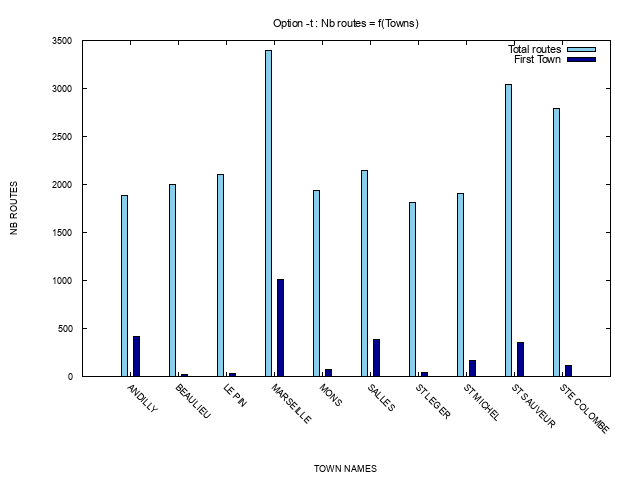 Option -t : Nb routes = f(Towns)
3500
3000
2500
2000
1500
1000
500
0
NB ROUTES
Total routes
First Town
ANDILLY
BEAULIEU
LE PIN
MARSEILLE
MONS
SALLES
ST LEGER
ST MICHEL
ST SAUVEUR
STE COLOMBE
TOWN NAMES